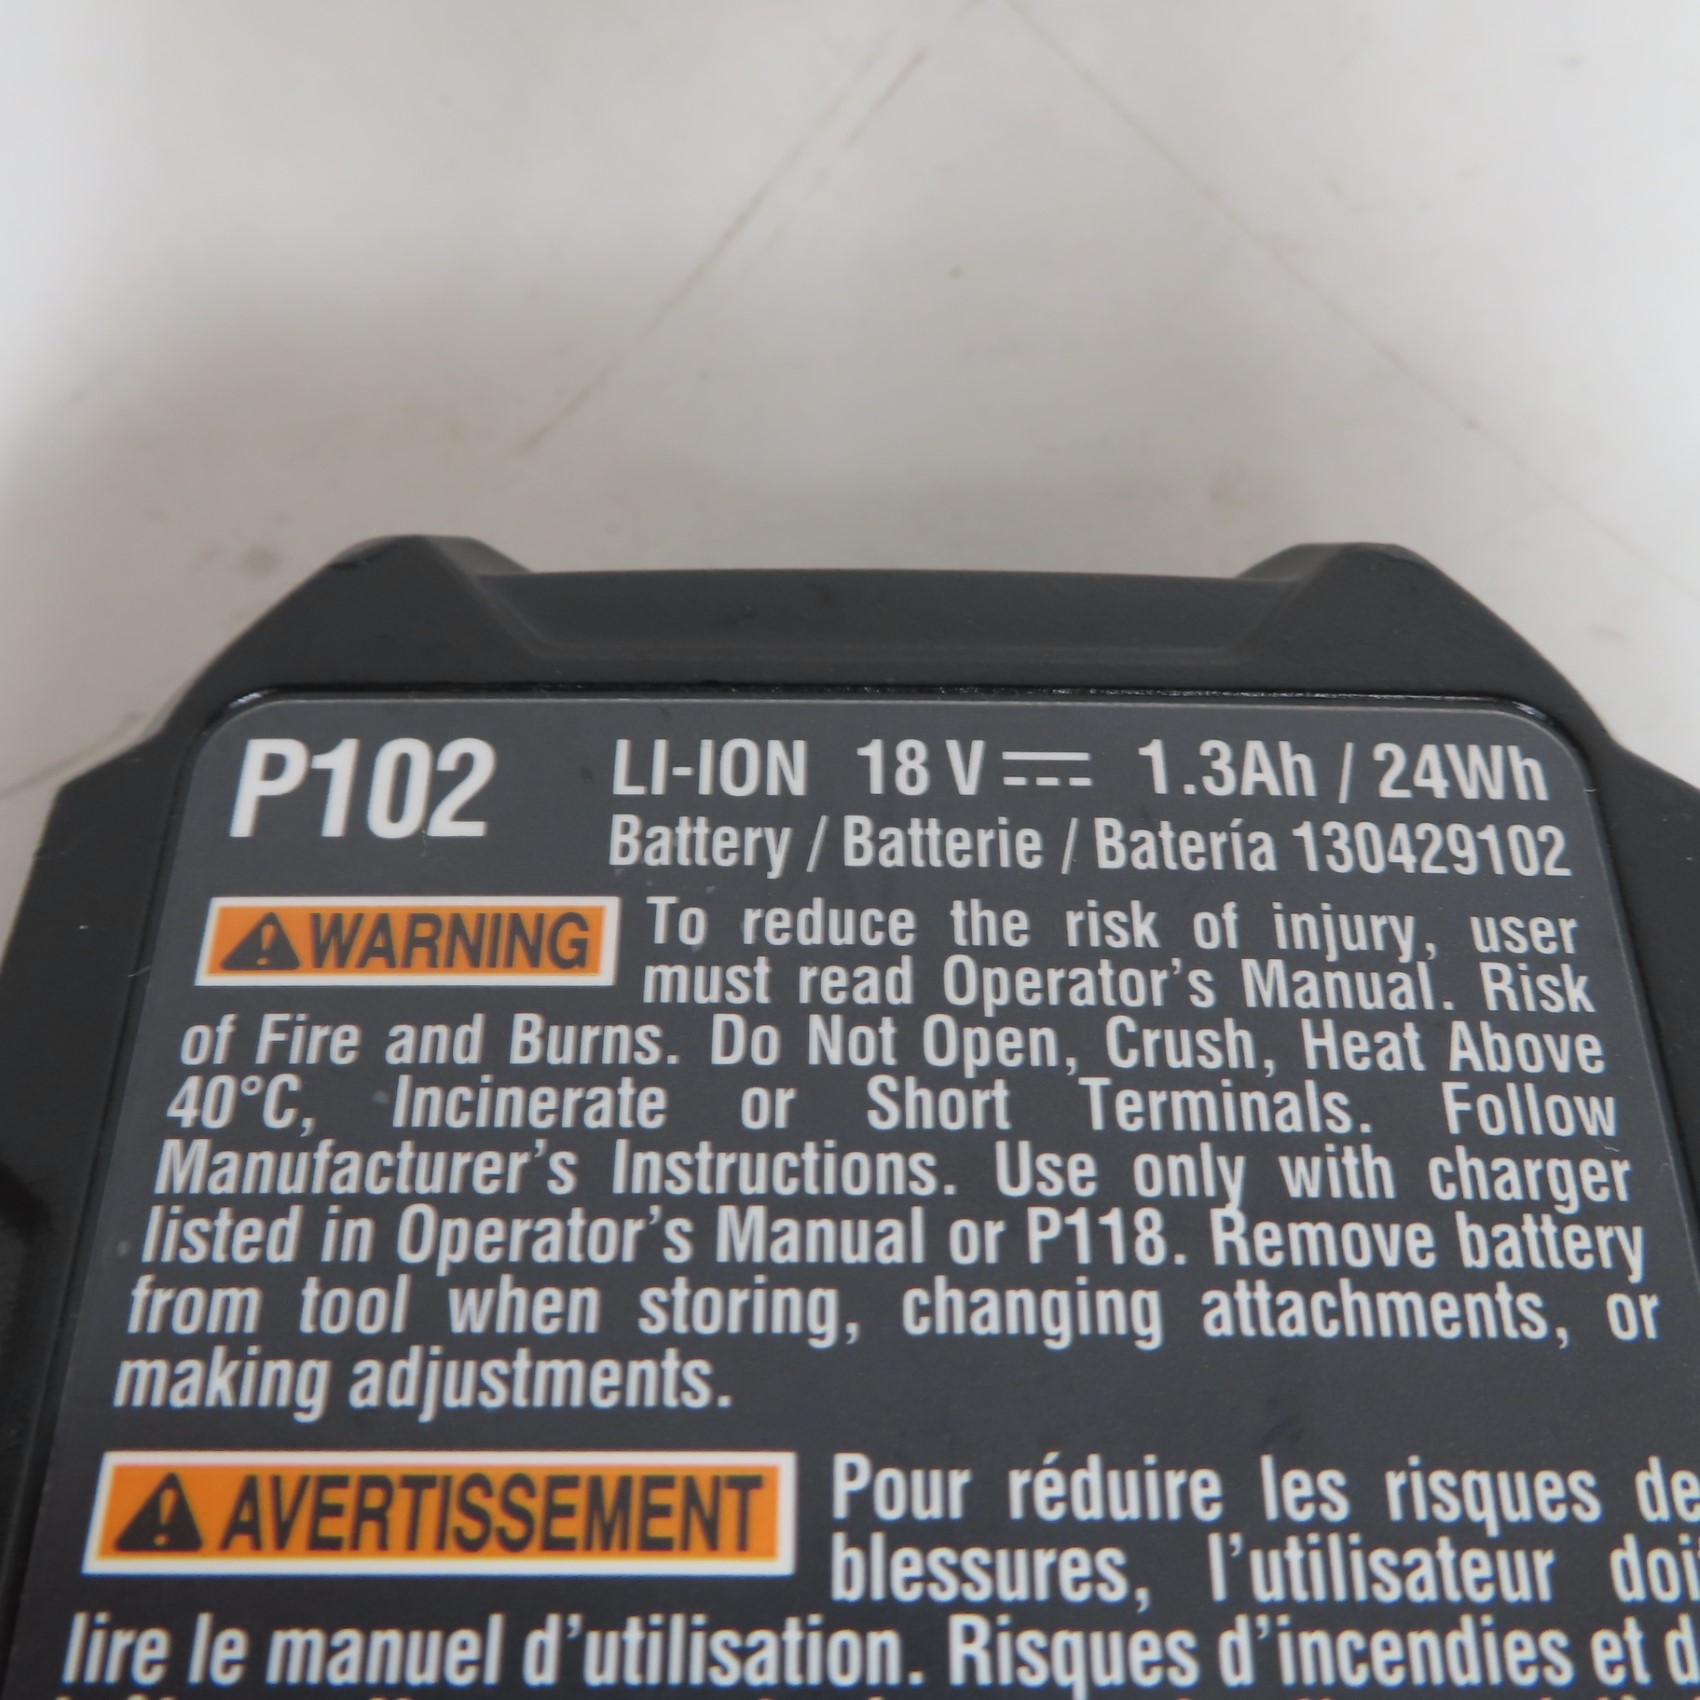 P102 LI-ION 18 V ⎓ 1.3Ah / 24Wh
Battery / Batterie / Batería 130429102
⚠WARNING To reduce the risk of injury, user
must read Operator's Manual. Risk
of Fire and Burns. Do Not Open, Crush, Heat Above
40°C, Incinerate or Short Terminals. Follow
Manufacturer's Instructions. Use only with charger
listed in Operator's Manual or P118. Remove battery
from tool when storing, changing attachments, or
making adjustments.
⚠AVERTISSEMENT Pour réduire les risques de
blessures, l'utilisateur doi
lire le manuel d'utilisation. Risques d'incendies et d